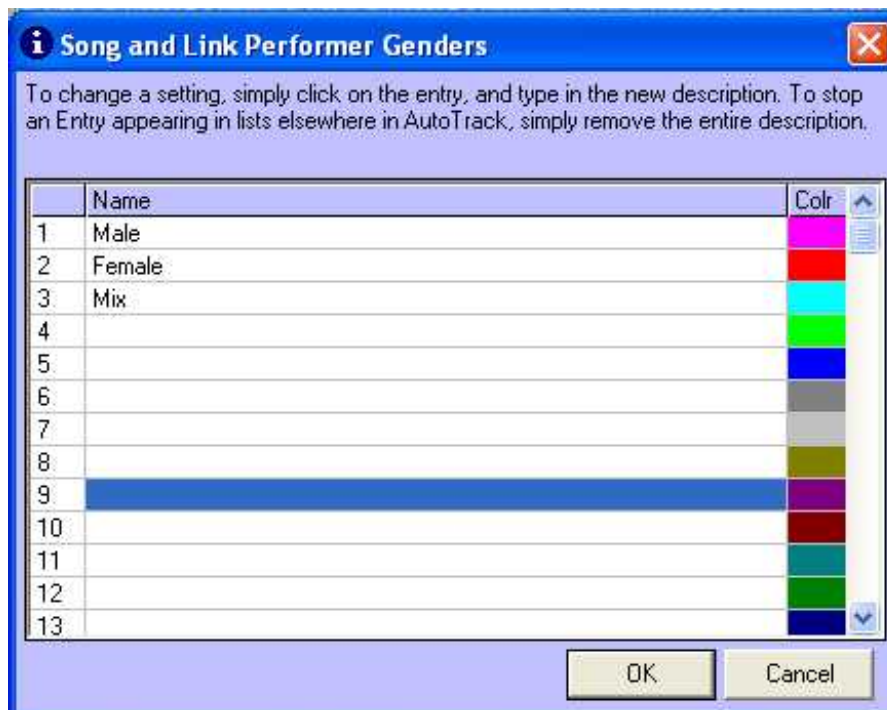 Song and Link Performer Genders
To change a setting, simply click on the entry, and type in the new description. To stop
an Entry appearing in lists elsewhere in AutoTrack, simply remove the entire description.
Name Colr
1 Male
2 Female
3 Mix
4
5
6
7
8
9
10
11
12
13
OK Cancel